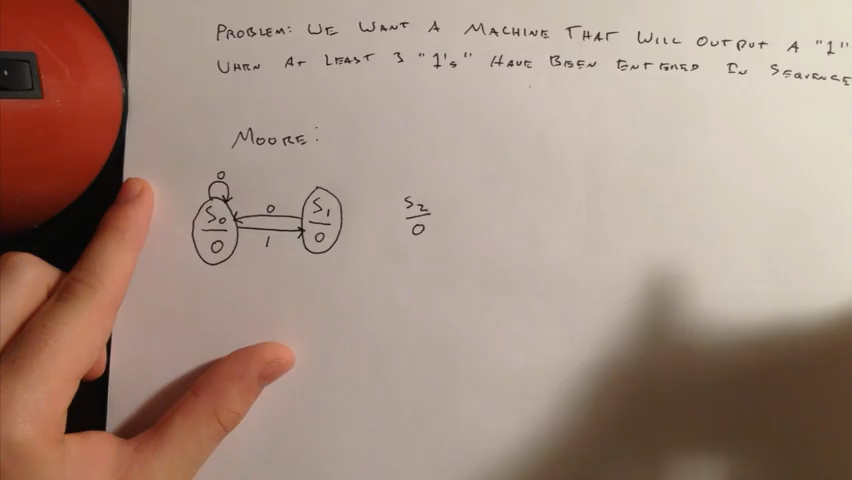 PROBLEM: WE WANT A MACHINE THAT WILL OUTPUT A "1"
WHEN AT LEAST 3 "1's" HAVE BEEN ENTERED IN SEQUENCE
MOORE:
0
S0
0
0
1
S1
0
S2
0